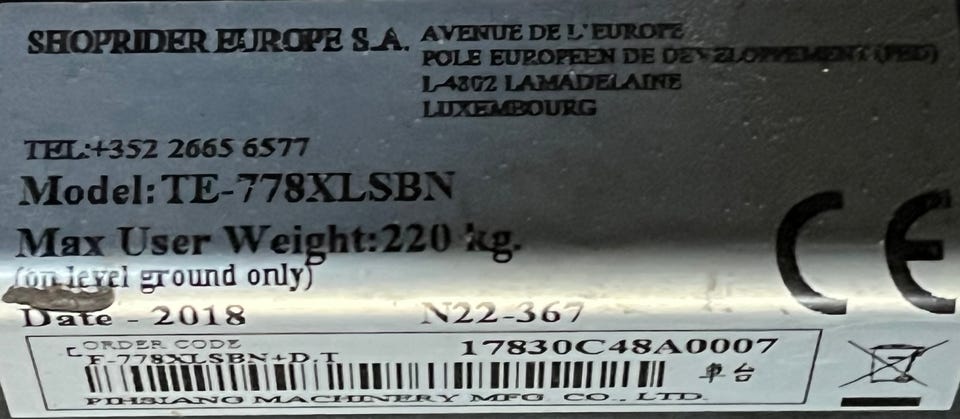 SHOPRIDER EUROPE S.A.
AVENUE DE L'EUROPE
POLE EUROPEEN DE DEVELOPPEMENT (PED)
L-4802 LAMADELAINE
LUXEMBOURG
TEL:+352 2665 6577
Model: TE-778XLSBN
Max User Weight:220 kg.
(on level ground only)
Date - 2018 N22-367
ORDER CODE 17830C48A0007
F-778XLSBN+D.T
車台
PIHSIANG MACHINERY MFG CO., LTD.
CE